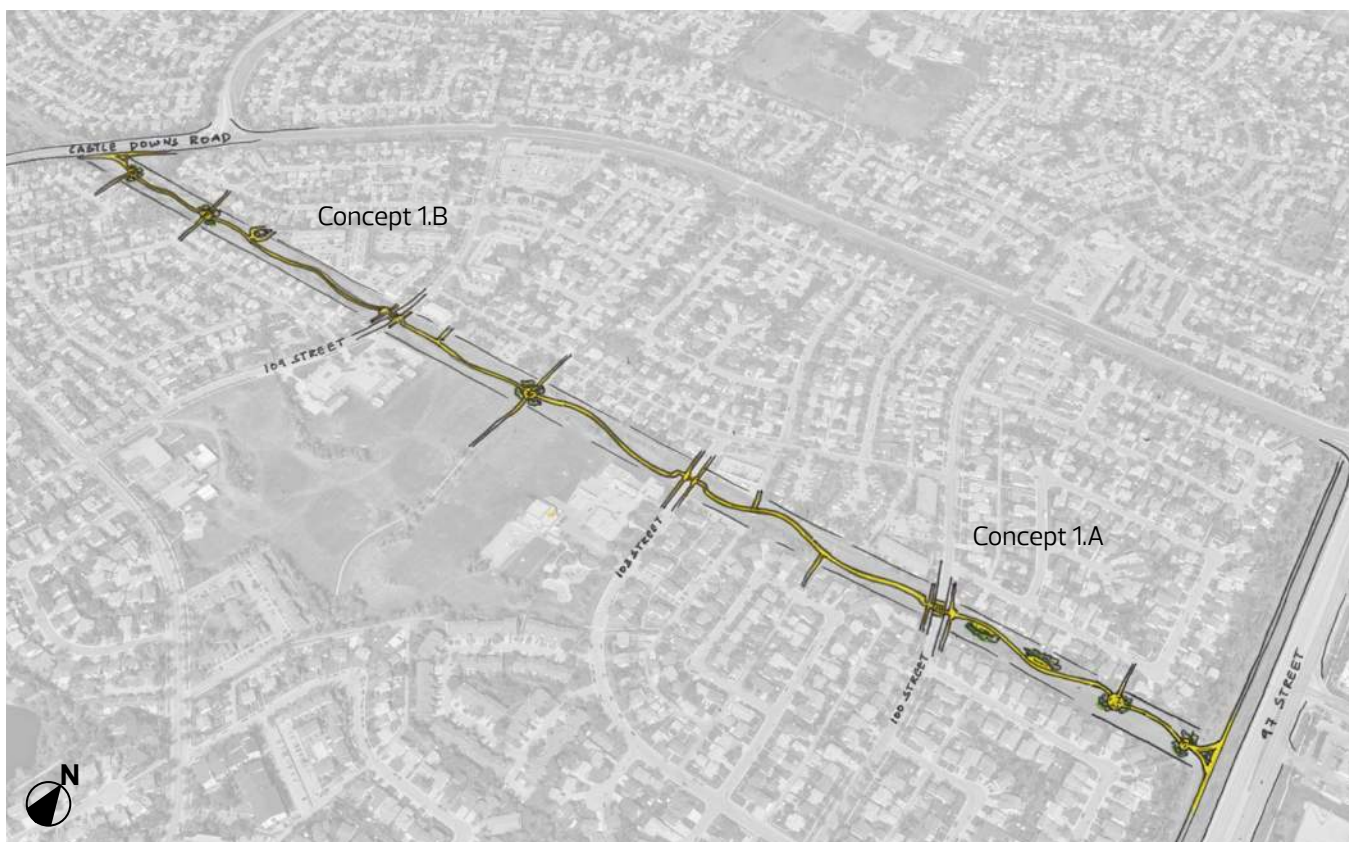 CASTLE DOWNS ROAD
Concept 1.B
109 STREET
Concept 1.A
103 STREET
100 STREET
97 STREET
N